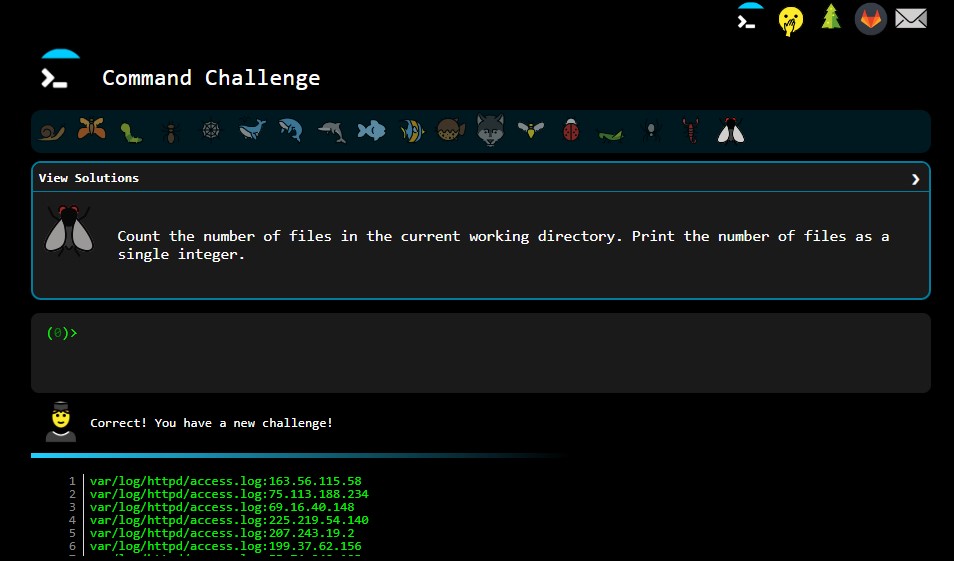 Command Challenge
View Solutions
Count the number of files in the current working directory. Print the number of files as a
single integer.
(0)>
Correct! You have a new challenge!
1 var/log/httpd/access.log:163.56.115.58
2 var/log/httpd/access.log:75.113.188.234
3 var/log/httpd/access.log:69.16.40.148
4 var/log/httpd/access.log:225.219.54.140
5 var/log/httpd/access.log:207.243.19.2
6 var/log/httpd/access.log:199.37.62.156